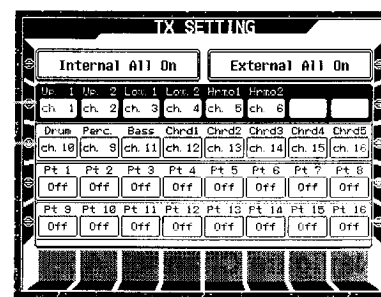 TX SETTING
Internal All On External All On
Up. 1 Up. 2 Low. 1 Low. 2 Hrmo1 Hrmo2
ch. 1 ch. 2 ch. 3 ch. 4 ch. 5 ch. 6
Drum Perc. Bass Chrd1 Chrd2 Chrd3 Chrd4 Chrd5
ch. 10 ch. 9 ch. 11 ch. 12 ch. 13 ch. 14 ch. 15 ch. 16
Pt 1 Pt 2 Pt 3 Pt 4 Pt 5 Pt 6 Pt 7 Pt 8
Off Off Off Off Off Off Off Off
Pt 9 Pt 10 Pt 11 Pt 12 Pt 13 Pt 14 Pt 15 Pt 16
Off Off Off Off Off Off Off Off